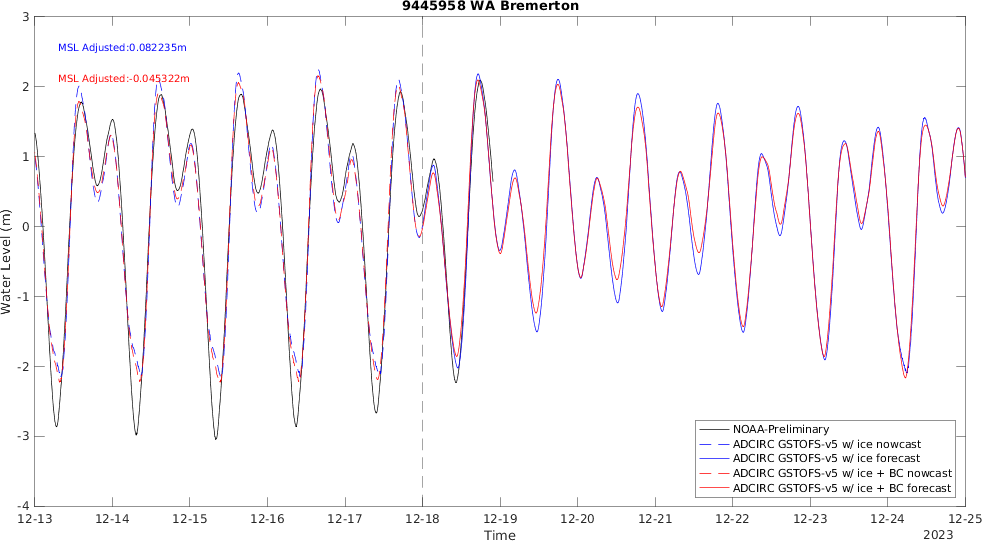 9445958 WA Bremerton
MSL Adjusted:0.082235m
MSL Adjusted:-0.045322m
Water Level (m)
3
2
1
0
-1
-2
-3
-4
NOAA-Preliminary
ADCIRC GSTOFS-v5 w/ ice nowcast
ADCIRC GSTOFS-v5 w/ ice forecast
ADCIRC GSTOFS-v5 w/ ice + BC nowcast
ADCIRC GSTOFS-v5 w/ ice + BC forecast
12-13 12-14 12-15 12-16 12-17 12-18 12-19 12-20 12-21 12-22 12-23 12-24 12-25
Time
2023